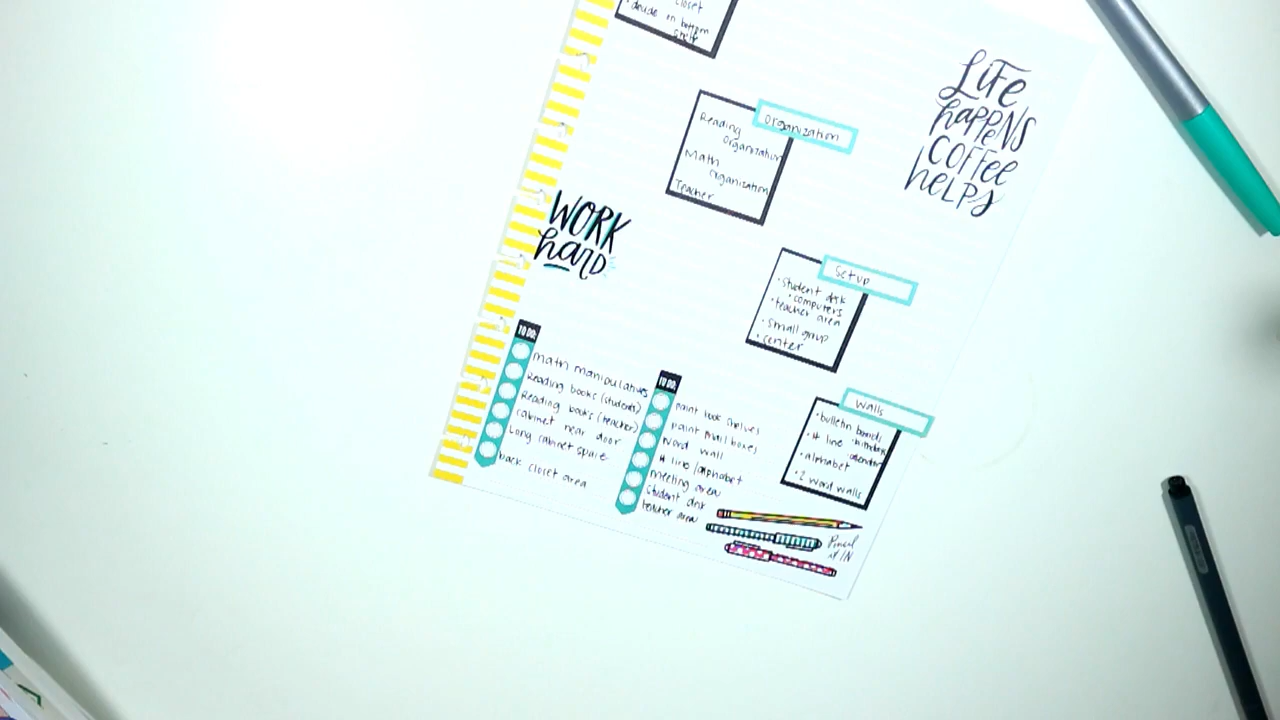 closet
on bottom
shelf
Organization
Reading
Organization
Math
Organization
Teacher
LiFe
happeNS
COFFee
helPS
WORK
hard
Setup
• Student desk
• computers
• teacher area
• small group
• center
Walls
• bulletin boards
• # line • birthdays
• alphabet • calendar
• 2 word walls
TO DO:
math manipulatives
Reading books (students)
Reading books (teacher)
cabinet near door
Long cabinet space
back closet area
TO DO:
paint book shelves
paint mail boxes
word wall
# line/alphabet
meeting area
Student desk
teacher area
Pencil
it IN